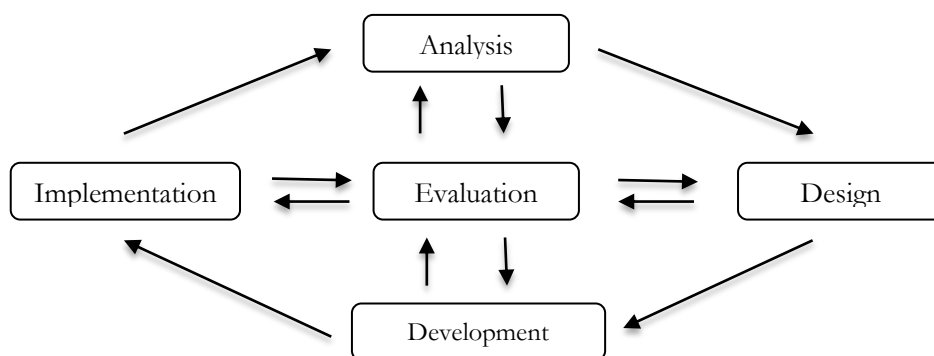 Analysis
Implementation
Evaluation
Design
Development